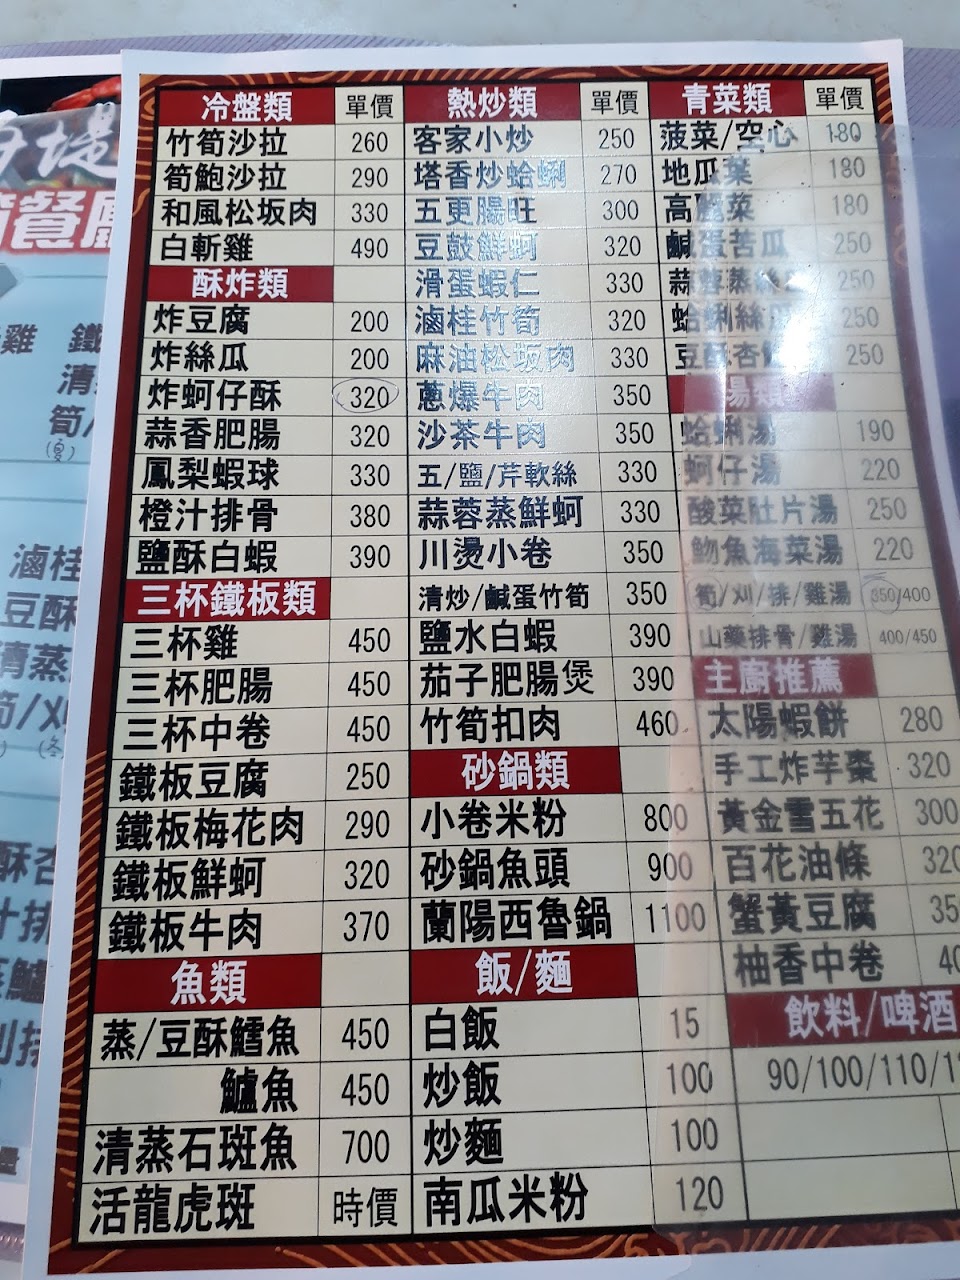 冷盤類 單價
竹筍沙拉 260
筍鮑沙拉 290
和風松坂肉 330
白斬雞 490
酥炸類
炸豆腐 200
炸絲瓜 200
炸蚵仔酥 320
蒜香肥腸 320
鳳梨蝦球 330
橙汁排骨 380
鹽酥白蝦 390
三杯鐵板類
三杯雞 450
三杯肥腸 450
三杯中卷 450
鐵板豆腐 250
鐵板梅花肉 290
鐵板鮮蚵 320
鐵板牛肉 370
魚類
蒸/豆酥鱈魚 450
鱸魚 450
清蒸石斑魚 700
活龍虎斑 時價
熱炒類 單價
客家小炒 250
塔香炒蛤蜊 270
五更腸旺 300
豆鼓鮮蚵 320
滑蛋蝦仁 330
滷桂竹筍 320
麻油松坂肉 330
蔥爆牛肉 350
沙茶牛肉 350
五/鹽/芹軟絲 330
蒜蓉蒸鮮蚵 330
川燙小卷 350
清炒/鹹蛋竹筍 350
鹽水白蝦 390
茄子肥腸煲 390
竹筍扣肉 460
砂鍋類
小卷米粉 800
砂鍋魚頭 900
蘭陽西魯鍋 1100
飯/麵
白飯 15
炒飯 100
炒麵 100
南瓜米粉 120
青菜類 單價
菠菜/空心 180
地瓜葉 180
高麗菜 180
鹹蛋苦瓜 250
蒜蓉蒸絲 250
蛤蜊絲 250
豆酥杏 250
湯類
蛤蜊湯 190
蚵仔湯 220
酸菜肚片湯 250
魩魚海菜湯 220
筍/刈/排/雞湯 350/400
山藥排骨/雞湯 400/450
主廚推薦
太陽蝦餅 280
手工炸芋棗 320
黃金雪五花 300
百花油條 320
蟹黃豆腐 35
柚香中卷 40
飲料/啤酒
90/100/110/1